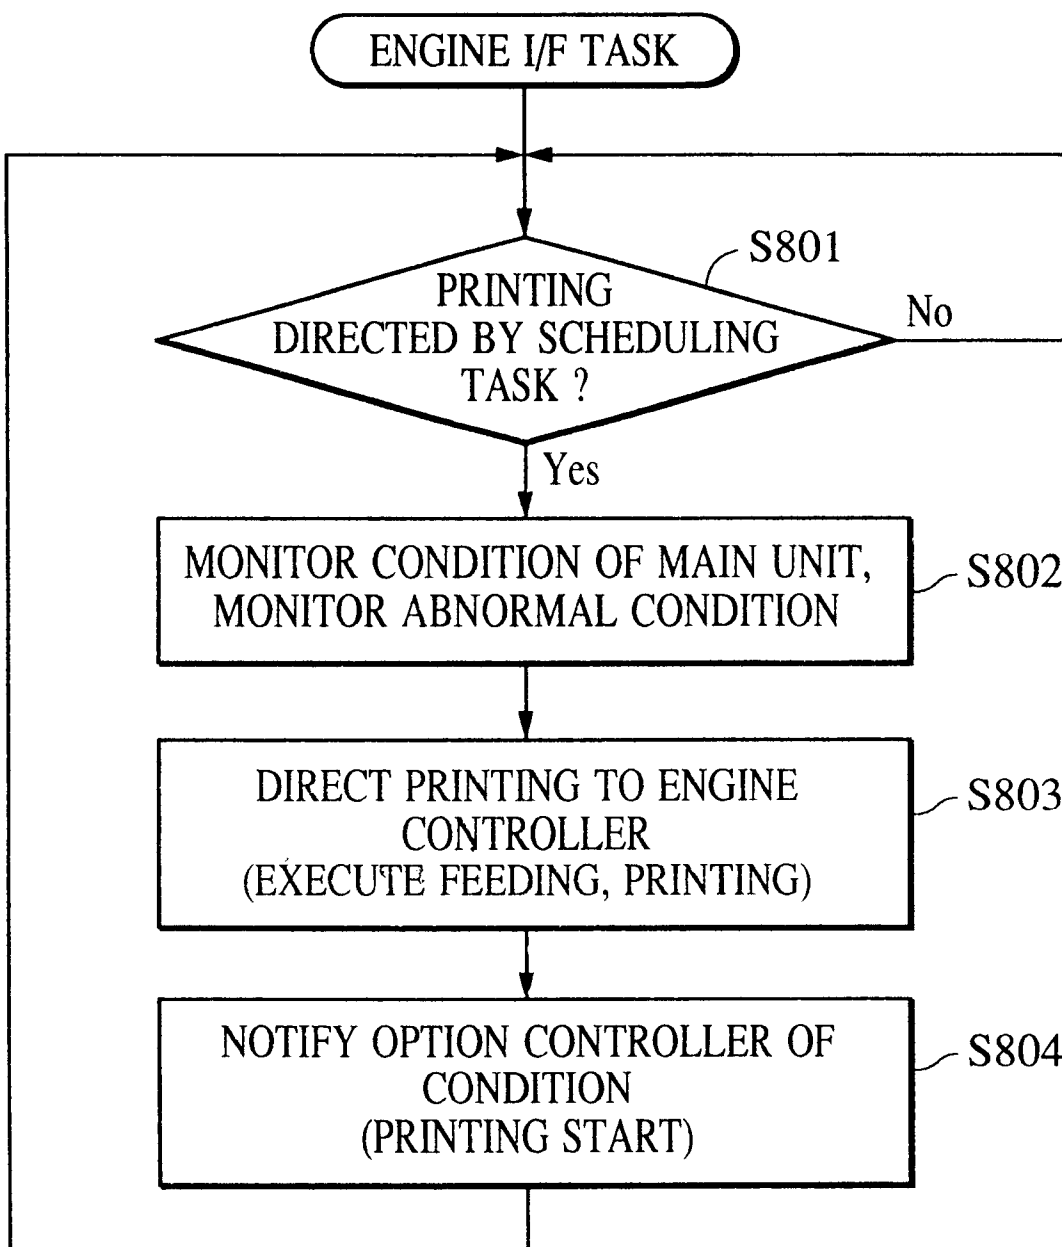 ENGINE I/F TASK
S801
PRINTING
DIRECTED BY SCHEDULING
TASK ?
No
Yes
MONITOR CONDITION OF MAIN UNIT,
MONITOR ABNORMAL CONDITION
S802
DIRECT PRINTING TO ENGINE
CONTROLLER
(EXECUTE FEEDING, PRINTING)
S803
NOTIFY OPTION CONTROLLER OF
CONDITION
(PRINTING START)
S804